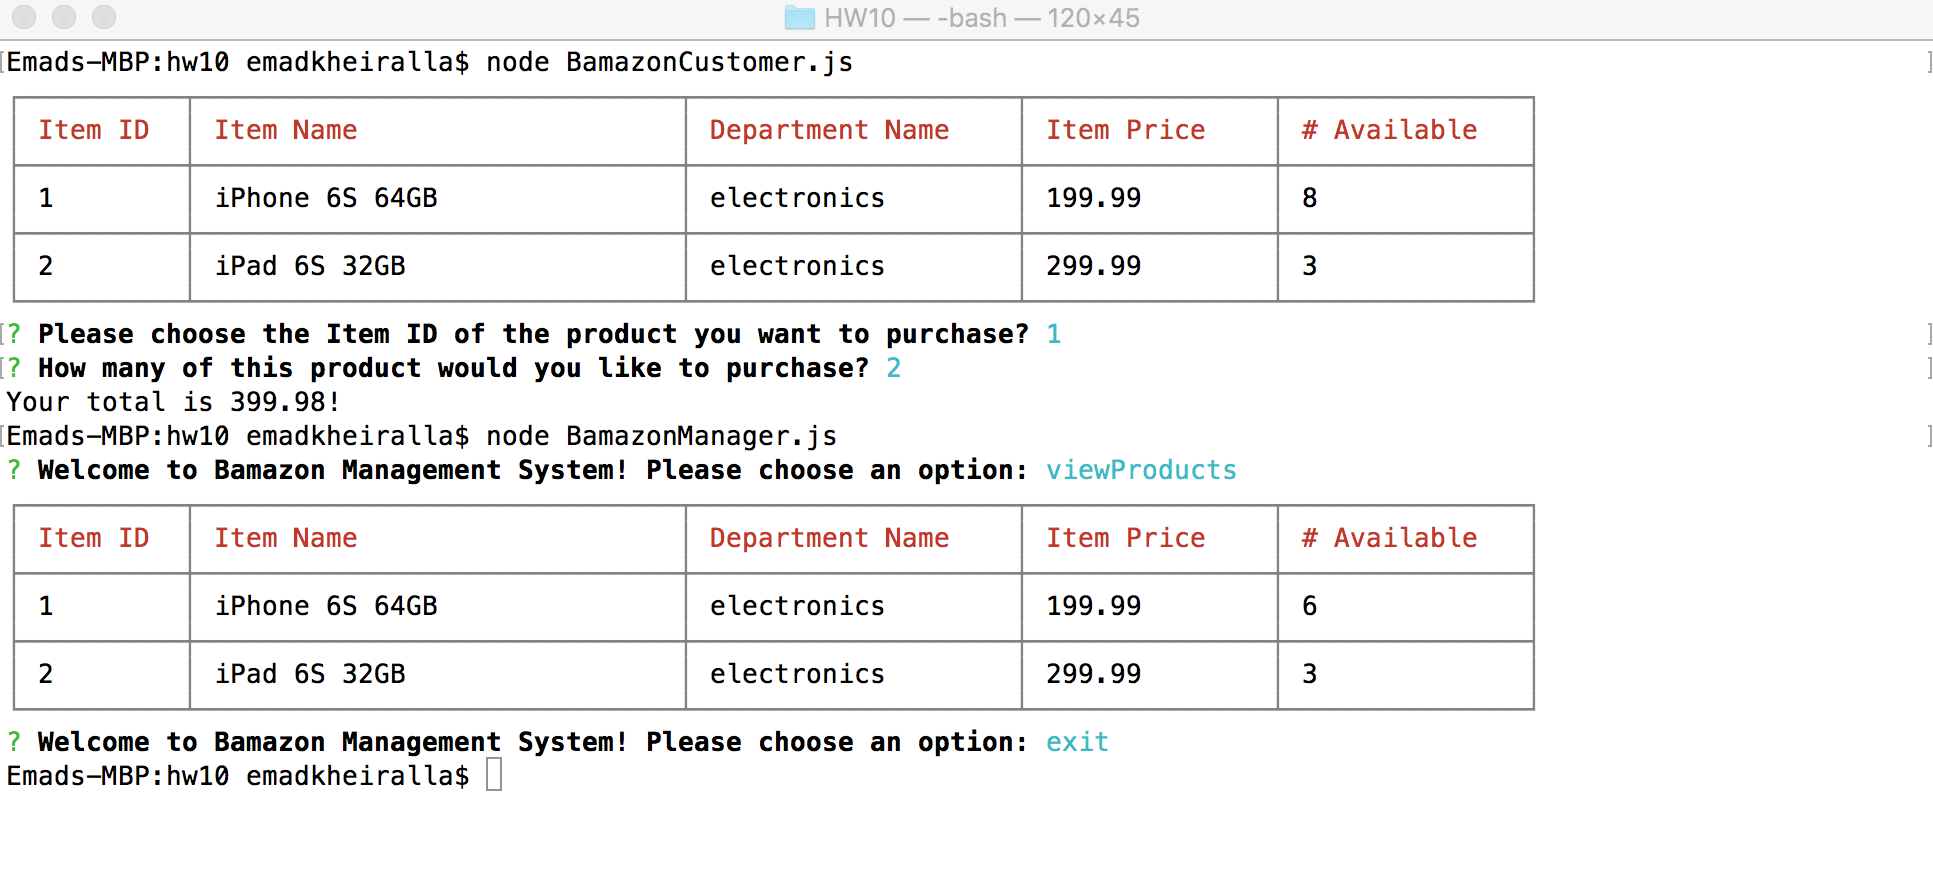 HW10 — -bash — 120×45
Emads-MBP:hw10 emadkheiralla$ node BamazonCustomer.js
Item ID Item Name Department Name Item Price # Available
1 iPhone 6S 64GB electronics 199.99 8
2 iPad 6S 32GB electronics 299.99 3
? Please choose the Item ID of the product you want to purchase? 1
? How many of this product would you like to purchase? 2
Your total is 399.98!
Emads-MBP:hw10 emadkheiralla$ node BamazonManager.js
? Welcome to Bamazon Management System! Please choose an option: viewProducts
Item ID Item Name Department Name Item Price # Available
1 iPhone 6S 64GB electronics 199.99 6
2 iPad 6S 32GB electronics 299.99 3
? Welcome to Bamazon Management System! Please choose an option: exit
Emads-MBP:hw10 emadkheiralla$